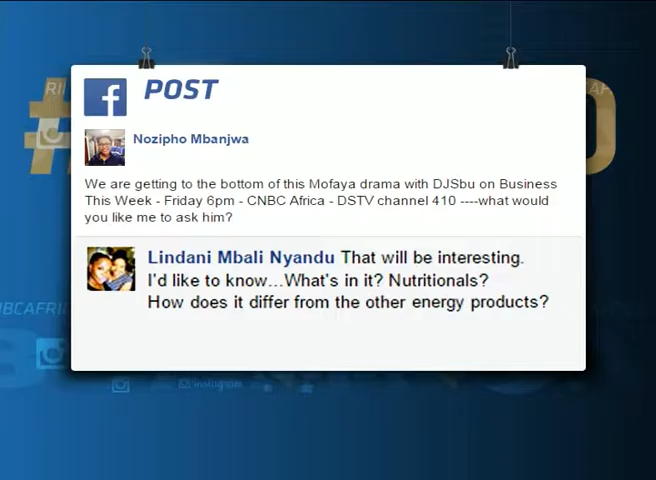 f POST
Nozipho Mbanjwa
We are getting to the bottom of this Mofaya drama with DJSbu on Business
This Week - Friday 6pm - CNBC Africa - DSTV channel 410 ----what would
you like me to ask him?
Lindani Mbali Nyandu That will be interesting.
I'd like to know...What's in it? Nutritionals?
How does it differ from the other energy products?
Instagram